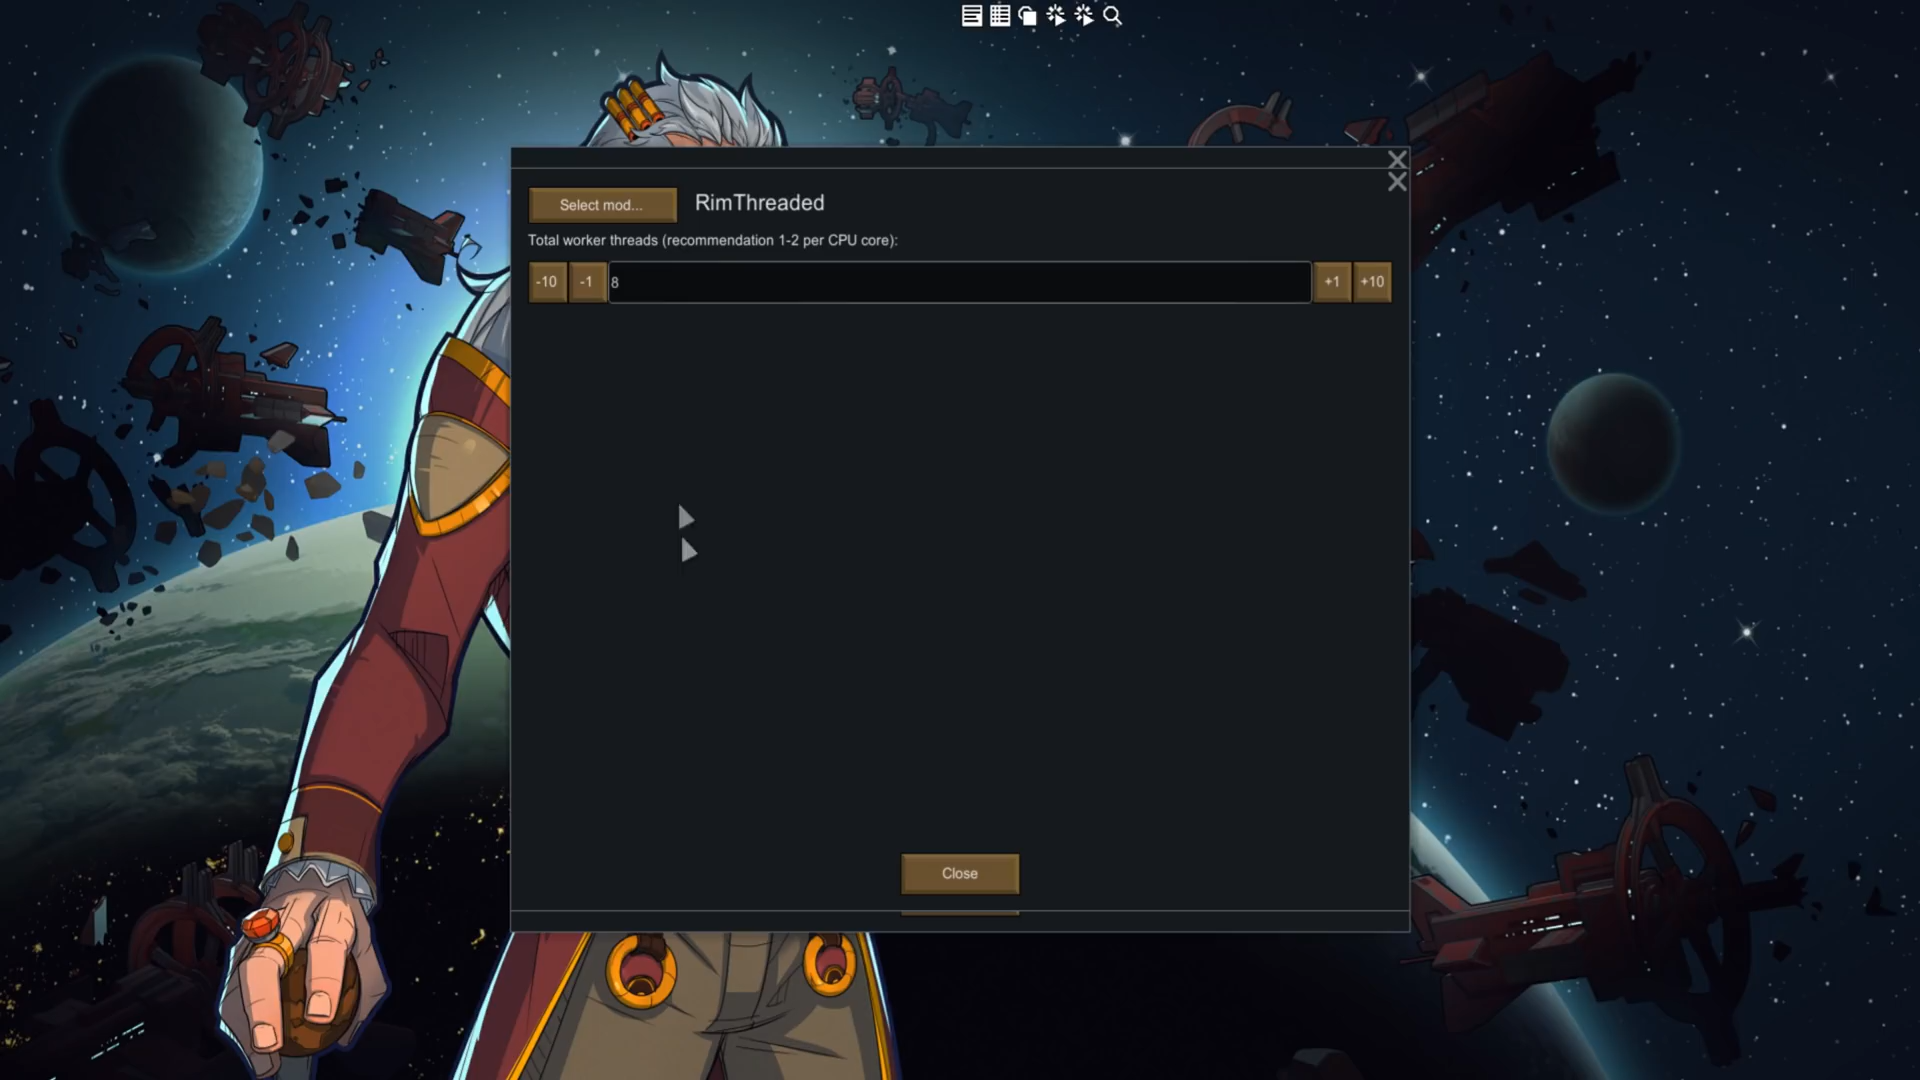 Select mod...
RimThreaded
Total worker threads (recommendation 1-2 per CPU core):
-10
-1
8
+1
+10
Close